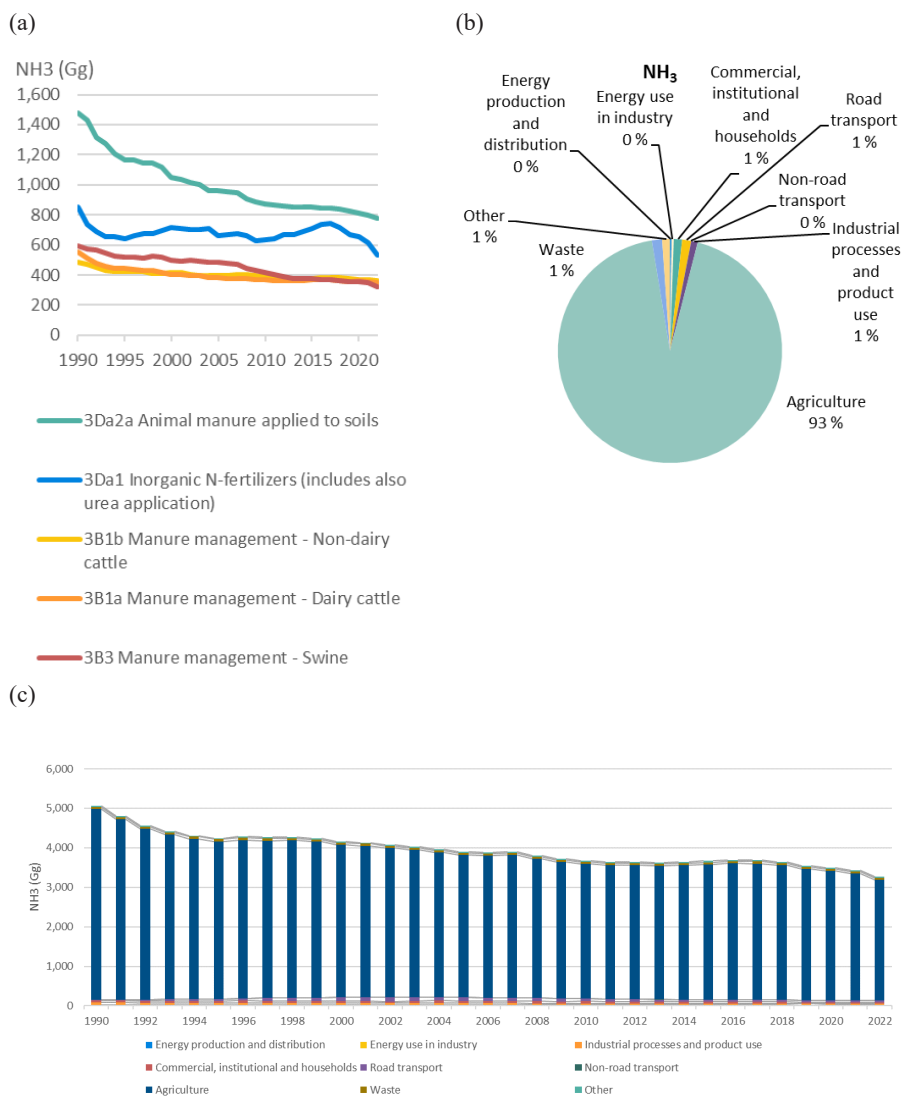 (a)
NH3 (Gg)
1,600
1,400
1,200
1,000
800
600
400
200
0
1990 1995 2000 2005 2010 2015 2020
3Da2a Animal manure applied to soils
3Da1 Inorganic N-fertilizers (includes also
urea application)
3B1b Manure management - Non-dairy
cattle
3B1a Manure management - Dairy cattle
3B3 Manure management - Swine
(b)
NH3
Energy
production
and
distribution
0 %
Energy use
in industry
0 %
Commercial,
institutional
and
households
1 %
Road
transport
1 %
Non-road
transport
0 %
Industrial
processes
and
product
use
1 %
Other
1 %
Waste
1 %
Agriculture
93 %
(c)
NH3 (Gg)
6,000
5,000
4,000
3,000
2,000
1,000
0
1990 1992 1994 1996 1998 2000 2002 2004 2006 2008 2010 2012 2014 2016 2018 2020 2022
Energy production and distribution Energy use in industry Industrial processes and product use
Commercial, institutional and households Road transport Non-road transport
Agriculture Waste Other